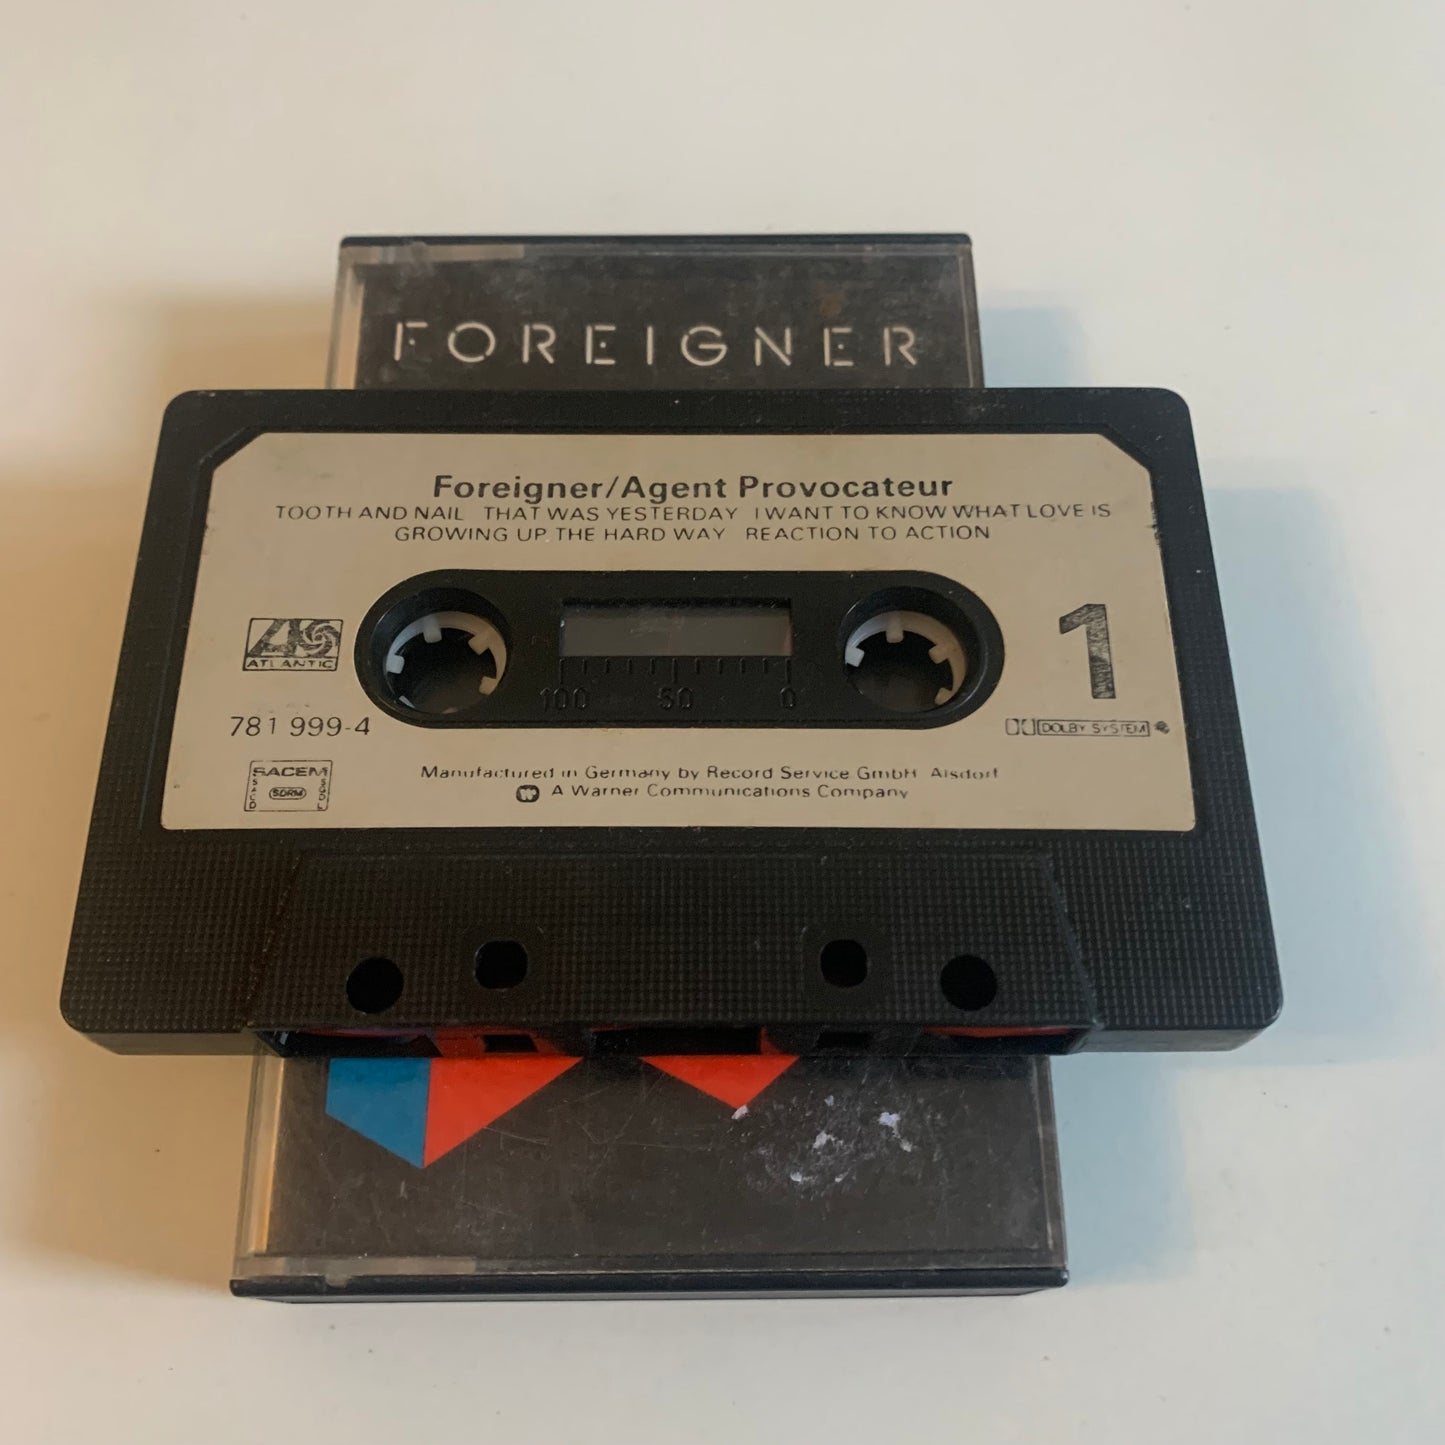 FOREIGNER
Foreigner/Agent Provocateur
TOOTH AND NAIL THAT WAS YESTERDAY I WANT TO KNOW WHAT LOVE IS
GROWING UP THE HARD WAY REACTION TO ACTION
ATLANTIC
1
100 50 0
781 999-4
DOLBY SYSTEM
SACEM
SACD
SDRM
SGDL
Manufactured in Germany by Record Service GmbH Alsdorf
A Warner Communications Company